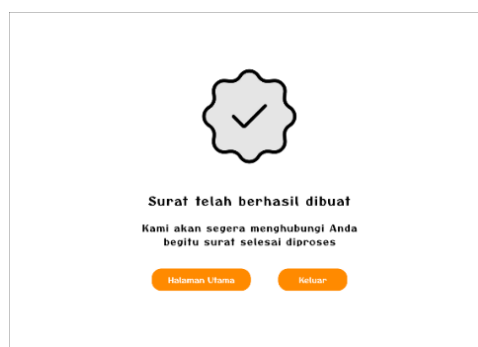 Surat telah berhasil dibuat
Kami akan segera menghubungi Anda
begitu surat selesai diproses
Halaman Utama
Keluar